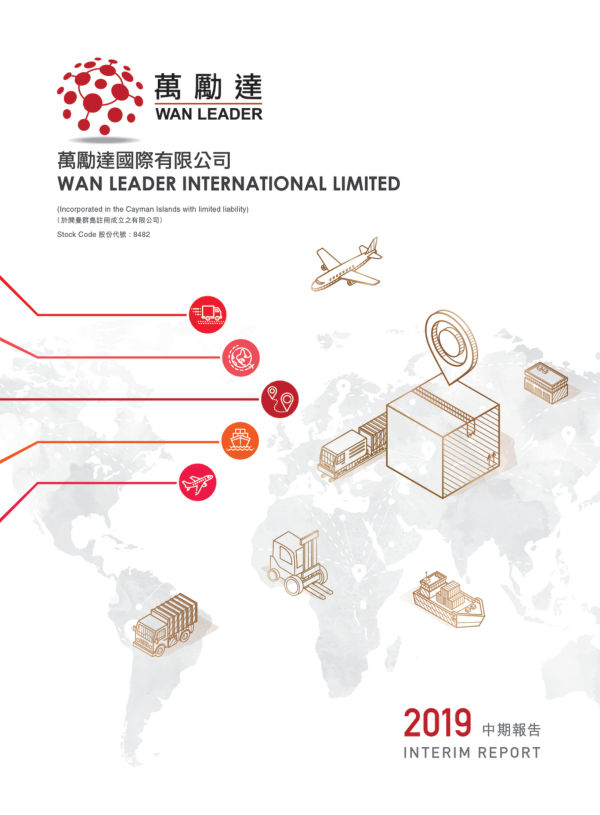 萬勵達
WAN LEADER
萬勵達國際有限公司
WAN LEADER INTERNATIONAL LIMITED
(Incorporated in the Cayman Islands with limited liability)
(於開曼群島註冊成立之有限公司)
Stock Code 股份代號：8482
2019 中期報告
INTERIM REPORT